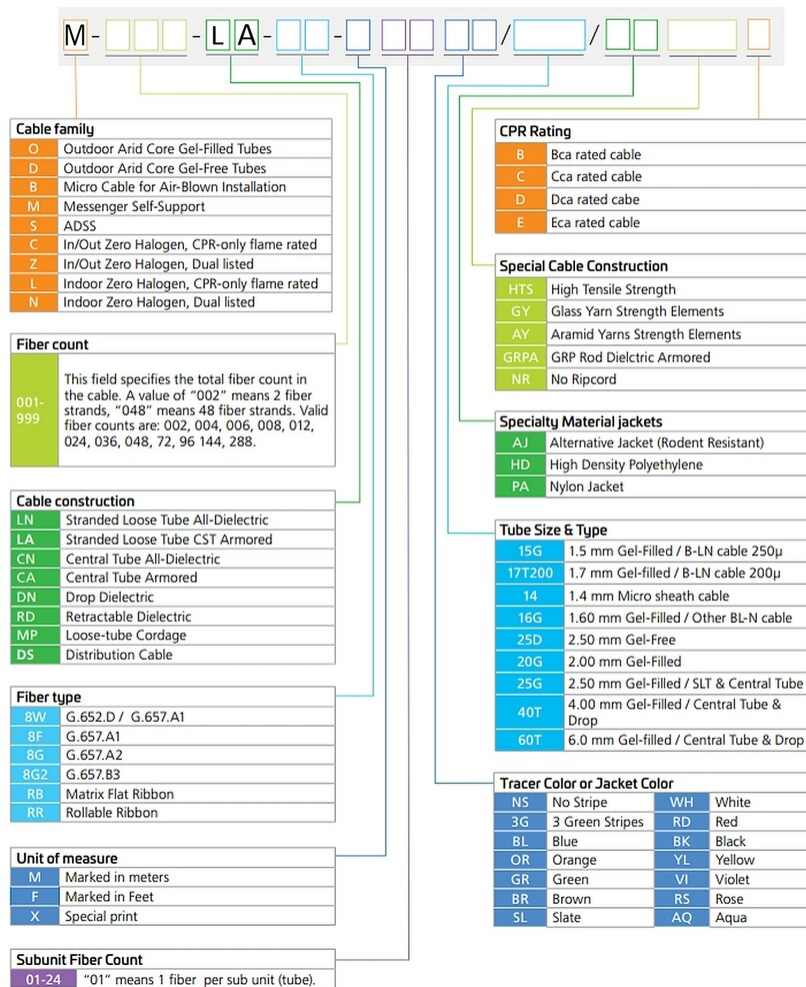 M - - LA - - / /
Cable family
O Outdoor Arid Core Gel-Filled Tubes
D Outdoor Arid Core Gel-Free Tubes
B Micro Cable for Air-Blown Installation
M Messenger Self-Support
S ADSS
C In/Out Zero Halogen, CPR-only flame rated
Z In/Out Zero Halogen, Dual listed
L Indoor Zero Halogen, CPR-only flame rated
N Indoor Zero Halogen, Dual listed
Fiber count
001-
999
This field specifies the total fiber count in
the cable. A value of “002” means 2 fiber
strands, “048” means 48 fiber strands. Valid
fiber counts are: 002, 004, 006, 008, 012,
024, 036, 048, 72, 96 144, 288.
Cable construction
LN Stranded Loose Tube All-Dielectric
LA Stranded Loose Tube CST Armored
CN Central Tube All-Dielectric
CA Central Tube Armored
DN Drop Dielectric
RD Retractable Dielectric
MP Loose-tube Cordage
DS Distribution Cable
Fiber type
8W G.652.D / G.657.A1
8F G.657.A1
8G G.657.A2
8G2 G.657.B3
RB Matrix Flat Ribbon
RR Rollable Ribbon
Unit of measure
M Marked in meters
F Marked in Feet
X Special print
Subunit Fiber Count
01-24 “01” means 1 fiber per sub unit (tube).
CPR Rating
B Bca rated cable
C Cca rated cable
D Dca rated cabe
E Eca rated cable
Special Cable Construction
HTS High Tensile Strength
GY Glass Yarn Strength Elements
AY Aramid Yarns Strength Elements
GRPA GRP Rod Dielctric Armored
NR No Ripcord
Specialty Material jackets
AJ Alternative Jacket (Rodent Resistant)
HD High Density Polyethylene
PA Nylon Jacket
Tube Size & Type
15G 1.5 mm Gel-Filled / B-LN cable 250µ
17T200 1.7 mm Gel-filled / B-LN cable 200µ
14 1.4 mm Micro sheath cable
16G 1.60 mm Gel-Filled / Other BL-N cable
25D 2.50 mm Gel-Free
20G 2.00 mm Gel-Filled
25G 2.50 mm Gel-Filled / SLT & Central Tube
40T 4.00 mm Gel-Filled / Central Tube &
Drop
60T 6.0 mm Gel-filled / Central Tube & Drop
Tracer Color or Jacket Color
NS No Stripe WH White
3G 3 Green Stripes RD Red
BL Blue BK Black
OR Orange YL Yellow
GR Green VI Violet
BR Brown RS Rose
SL Slate AQ Aqua